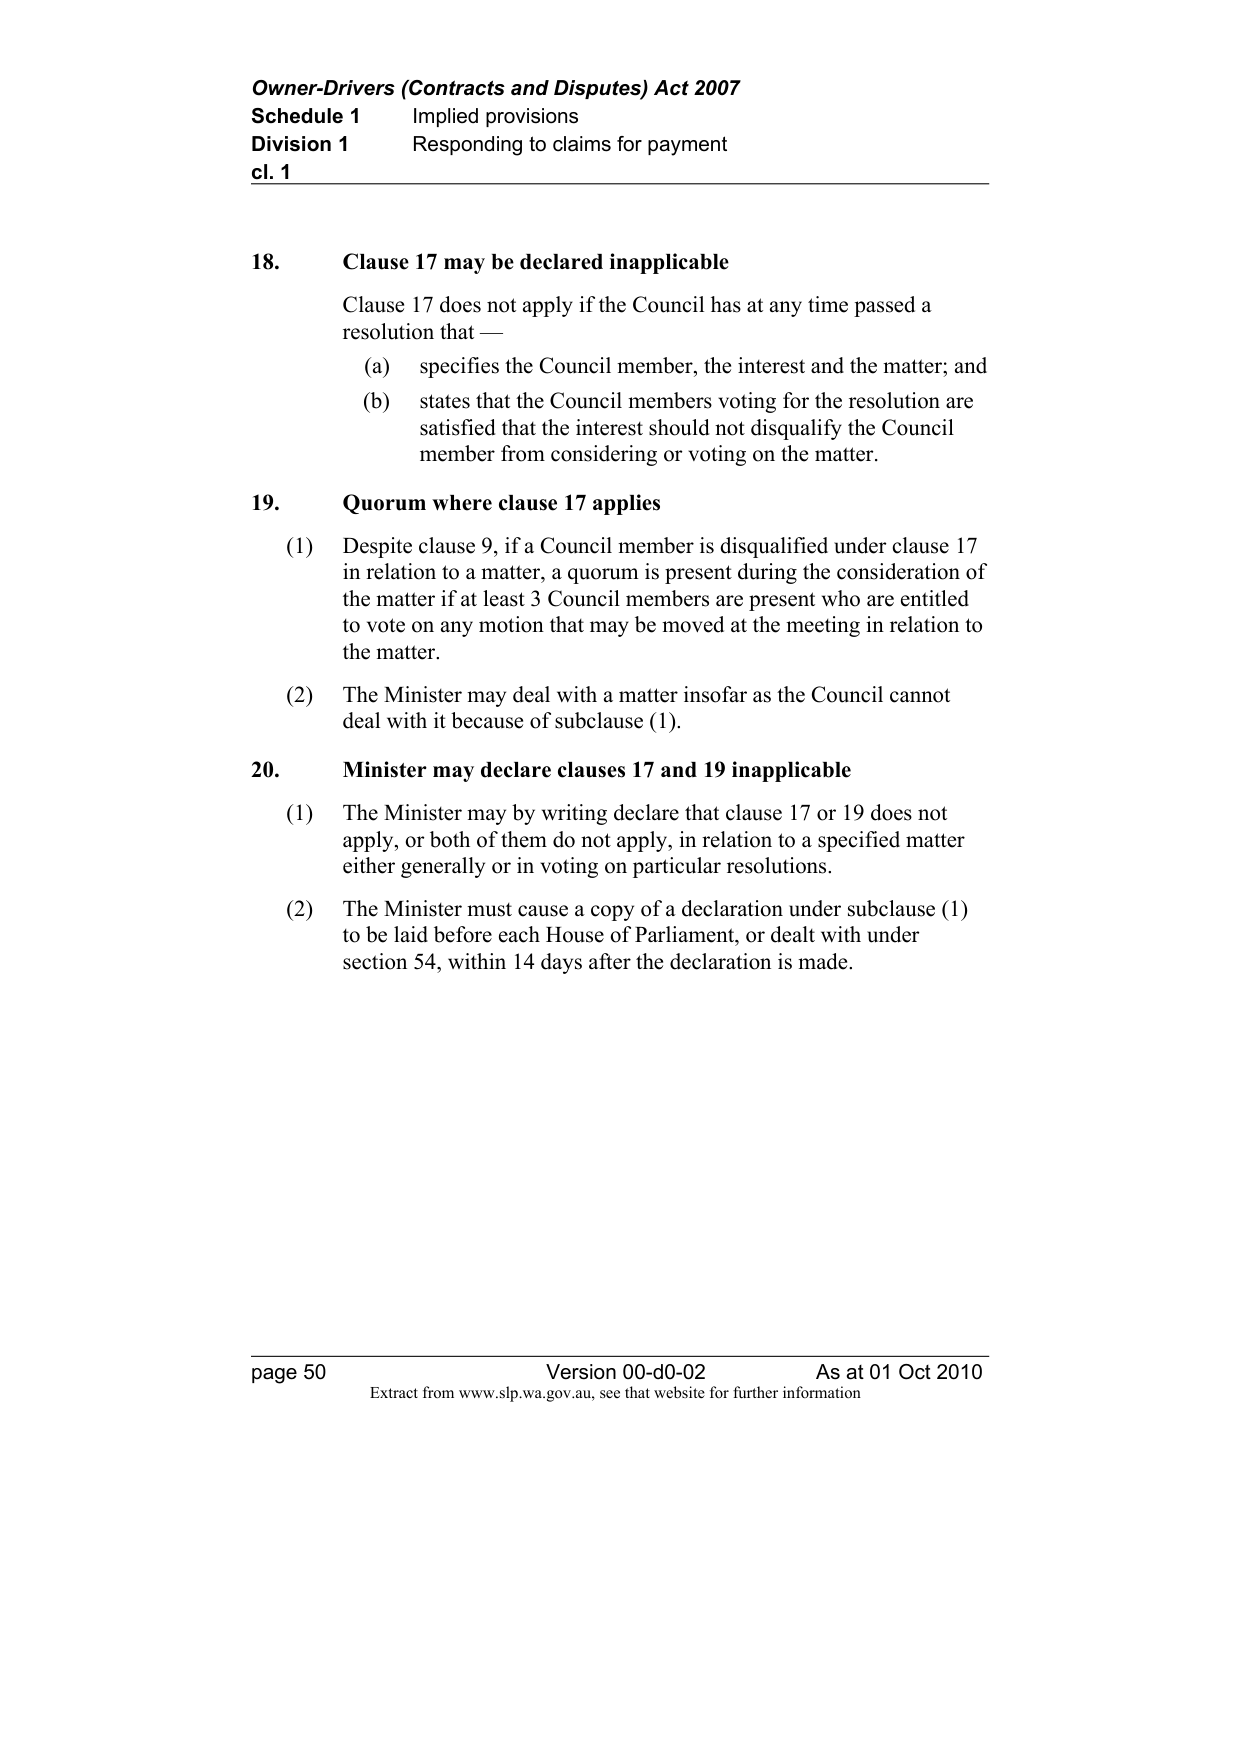 Owner-Drivers (Contracts and Disputes) Act 2007
Schedule 1 Implied provisions
Division 1 Responding to claims for payment
cl. 1
18. Clause 17 may be declared inapplicable
Clause 17 does not apply if the Council has at any time passed a
resolution that —
(a) specifies the Council member, the interest and the matter; and
(b) states that the Council members voting for the resolution are
satisfied that the interest should not disqualify the Council
member from considering or voting on the matter.
19. Quorum where clause 17 applies
(1) Despite clause 9, if a Council member is disqualified under clause 17
in relation to a matter, a quorum is present during the consideration of
the matter if at least 3 Council members are present who are entitled
to vote on any motion that may be moved at the meeting in relation to
the matter.
(2) The Minister may deal with a matter insofar as the Council cannot
deal with it because of subclause (1).
20. Minister may declare clauses 17 and 19 inapplicable
(1) The Minister may by writing declare that clause 17 or 19 does not
apply, or both of them do not apply, in relation to a specified matter
either generally or in voting on particular resolutions.
(2) The Minister must cause a copy of a declaration under subclause (1)
to be laid before each House of Parliament, or dealt with under
section 54, within 14 days after the declaration is made.
page 50 Version 00-d0-02 As at 01 Oct 2010
Extract from www.slp.wa.gov.au, see that website for further information